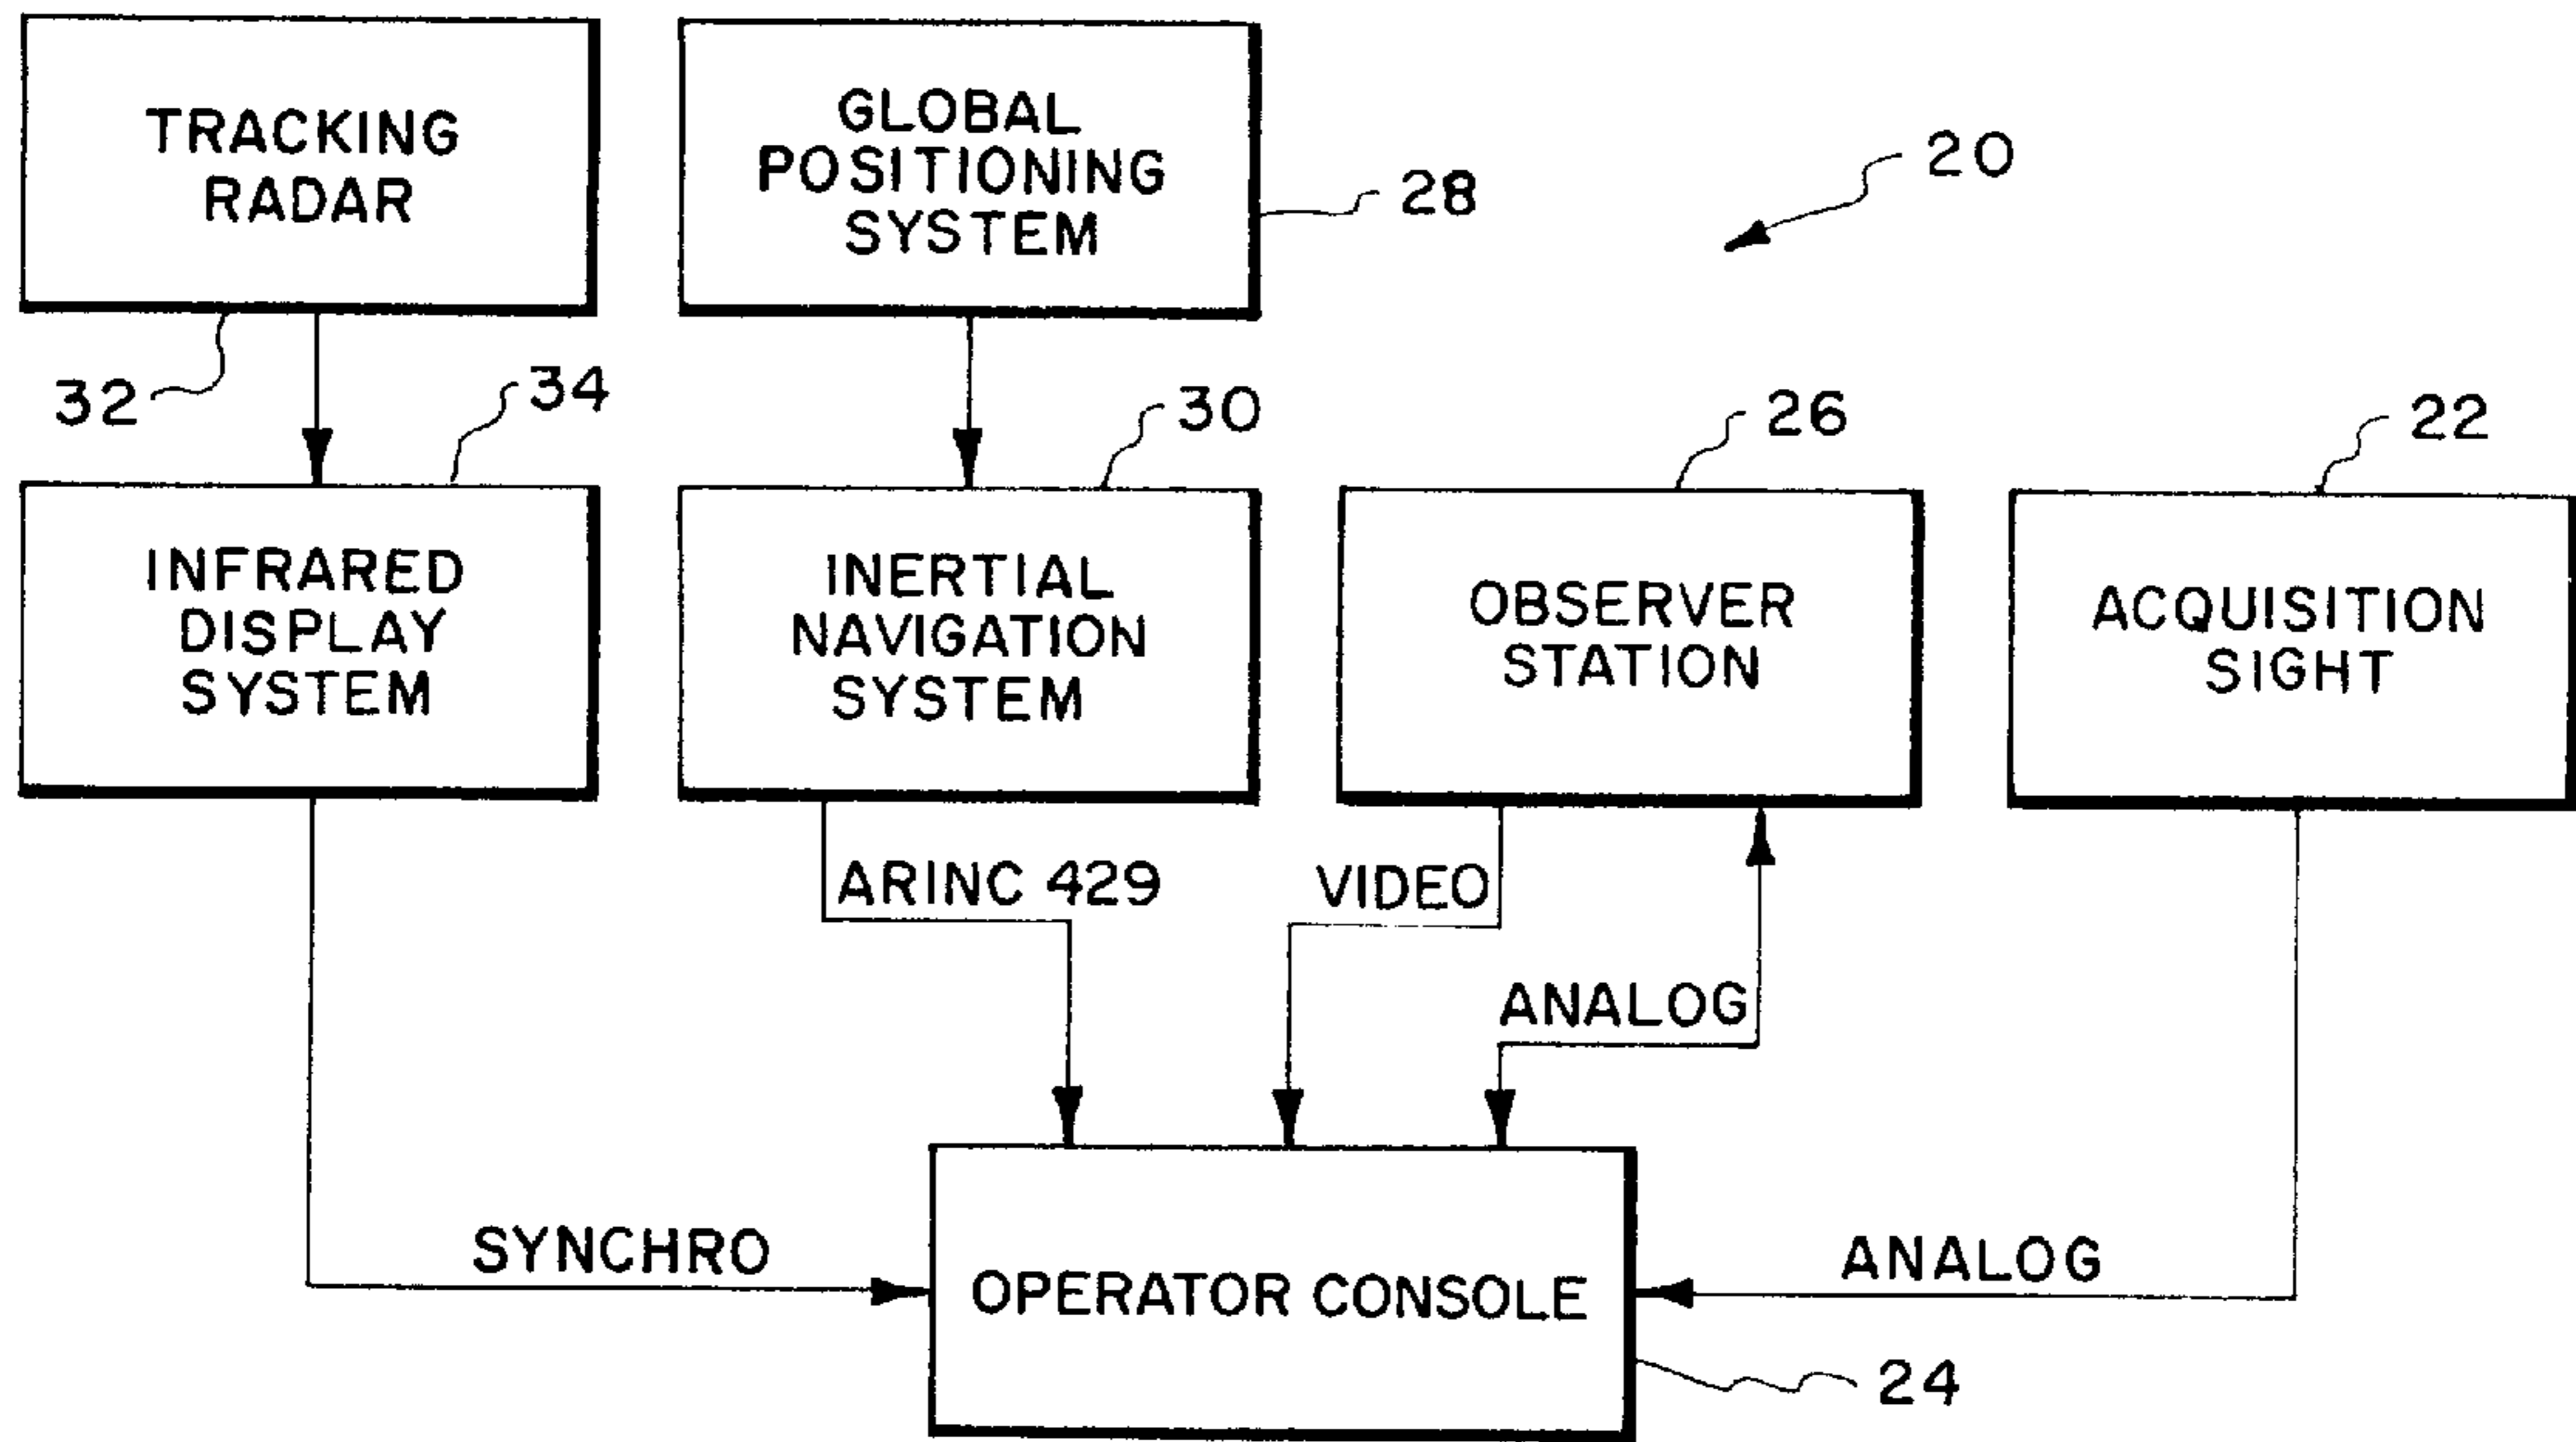 TRACKING
RADAR
GLOBAL
POSITIONING
SYSTEM
20
28
32
34
30
26
22
INFRARED
DISPLAY
SYSTEM
INERTIAL
NAVIGATION
SYSTEM
OBSERVER
STATION
ACQUISITION
SIGHT
ARINC 429
VIDEO
ANALOG
SYNCHRO
ANALOG
OPERATOR CONSOLE
24